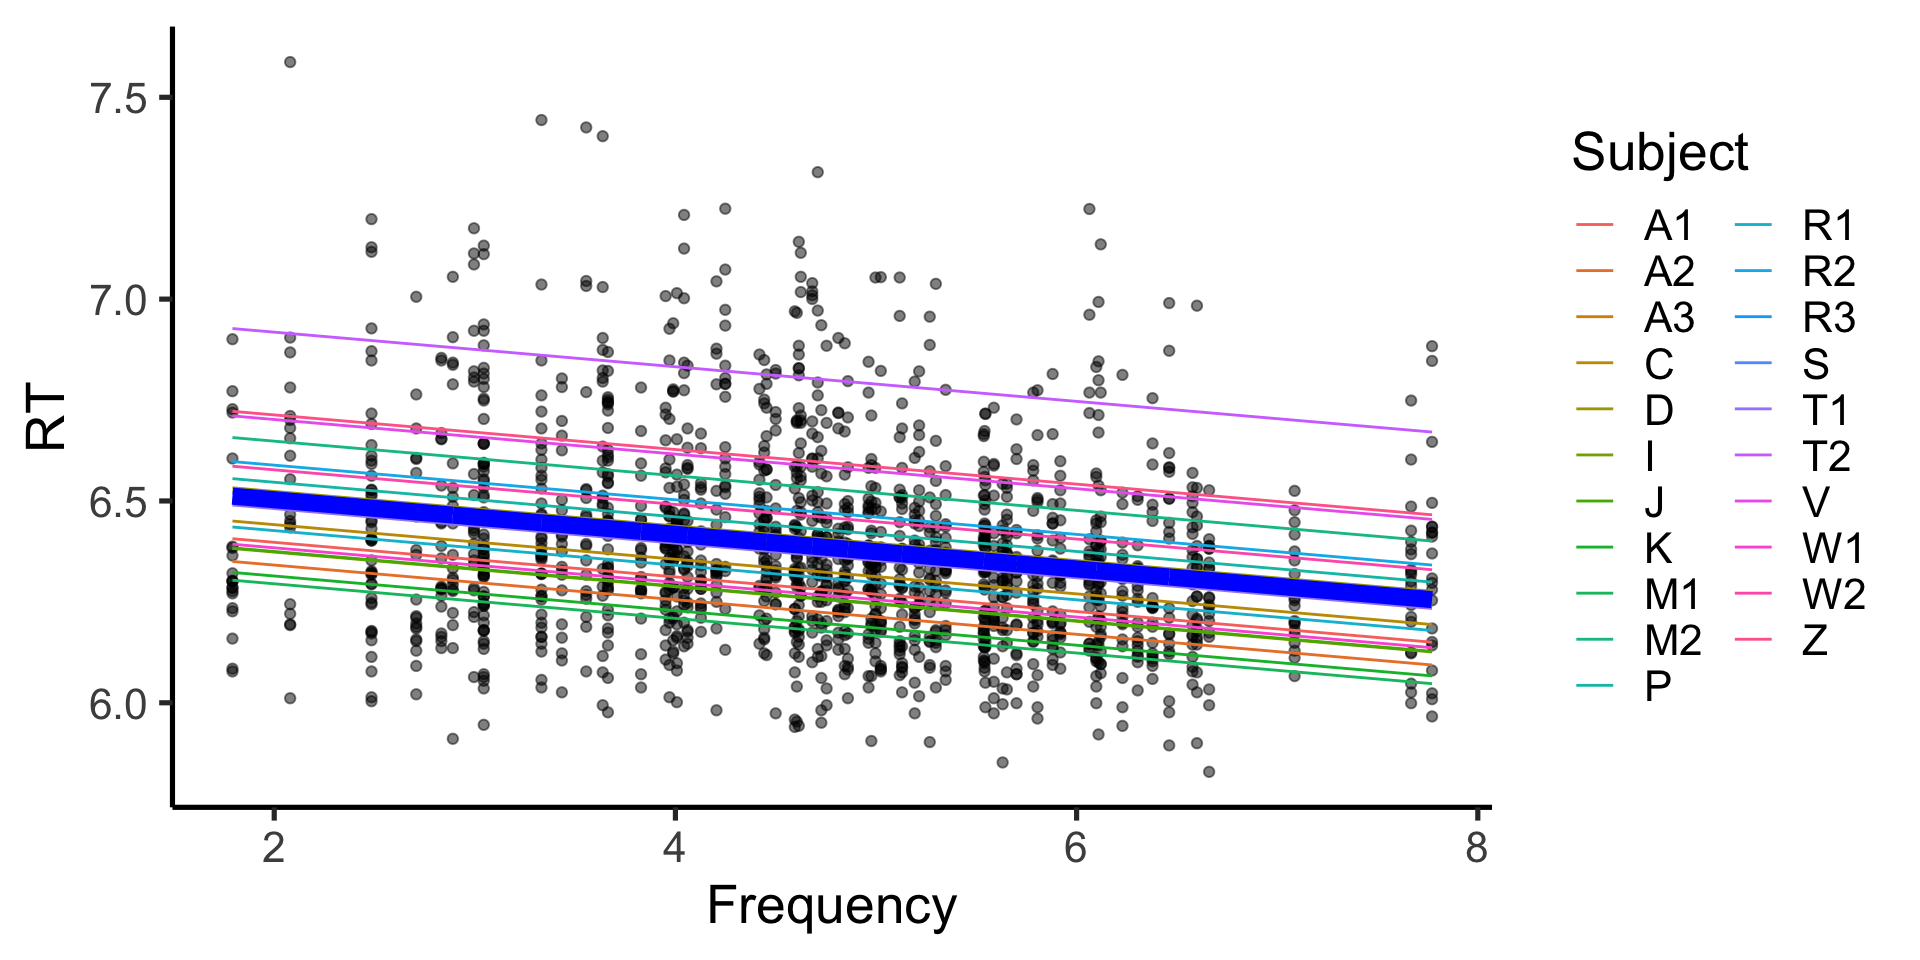 7.5
7.0
6.5
6.0
RT
2 4 6 8
Frequency
Subject
A1 R1
A2 R2
A3 R3
C S
D T1
I T2
J V
K W1
M1 W2
M2 Z
P